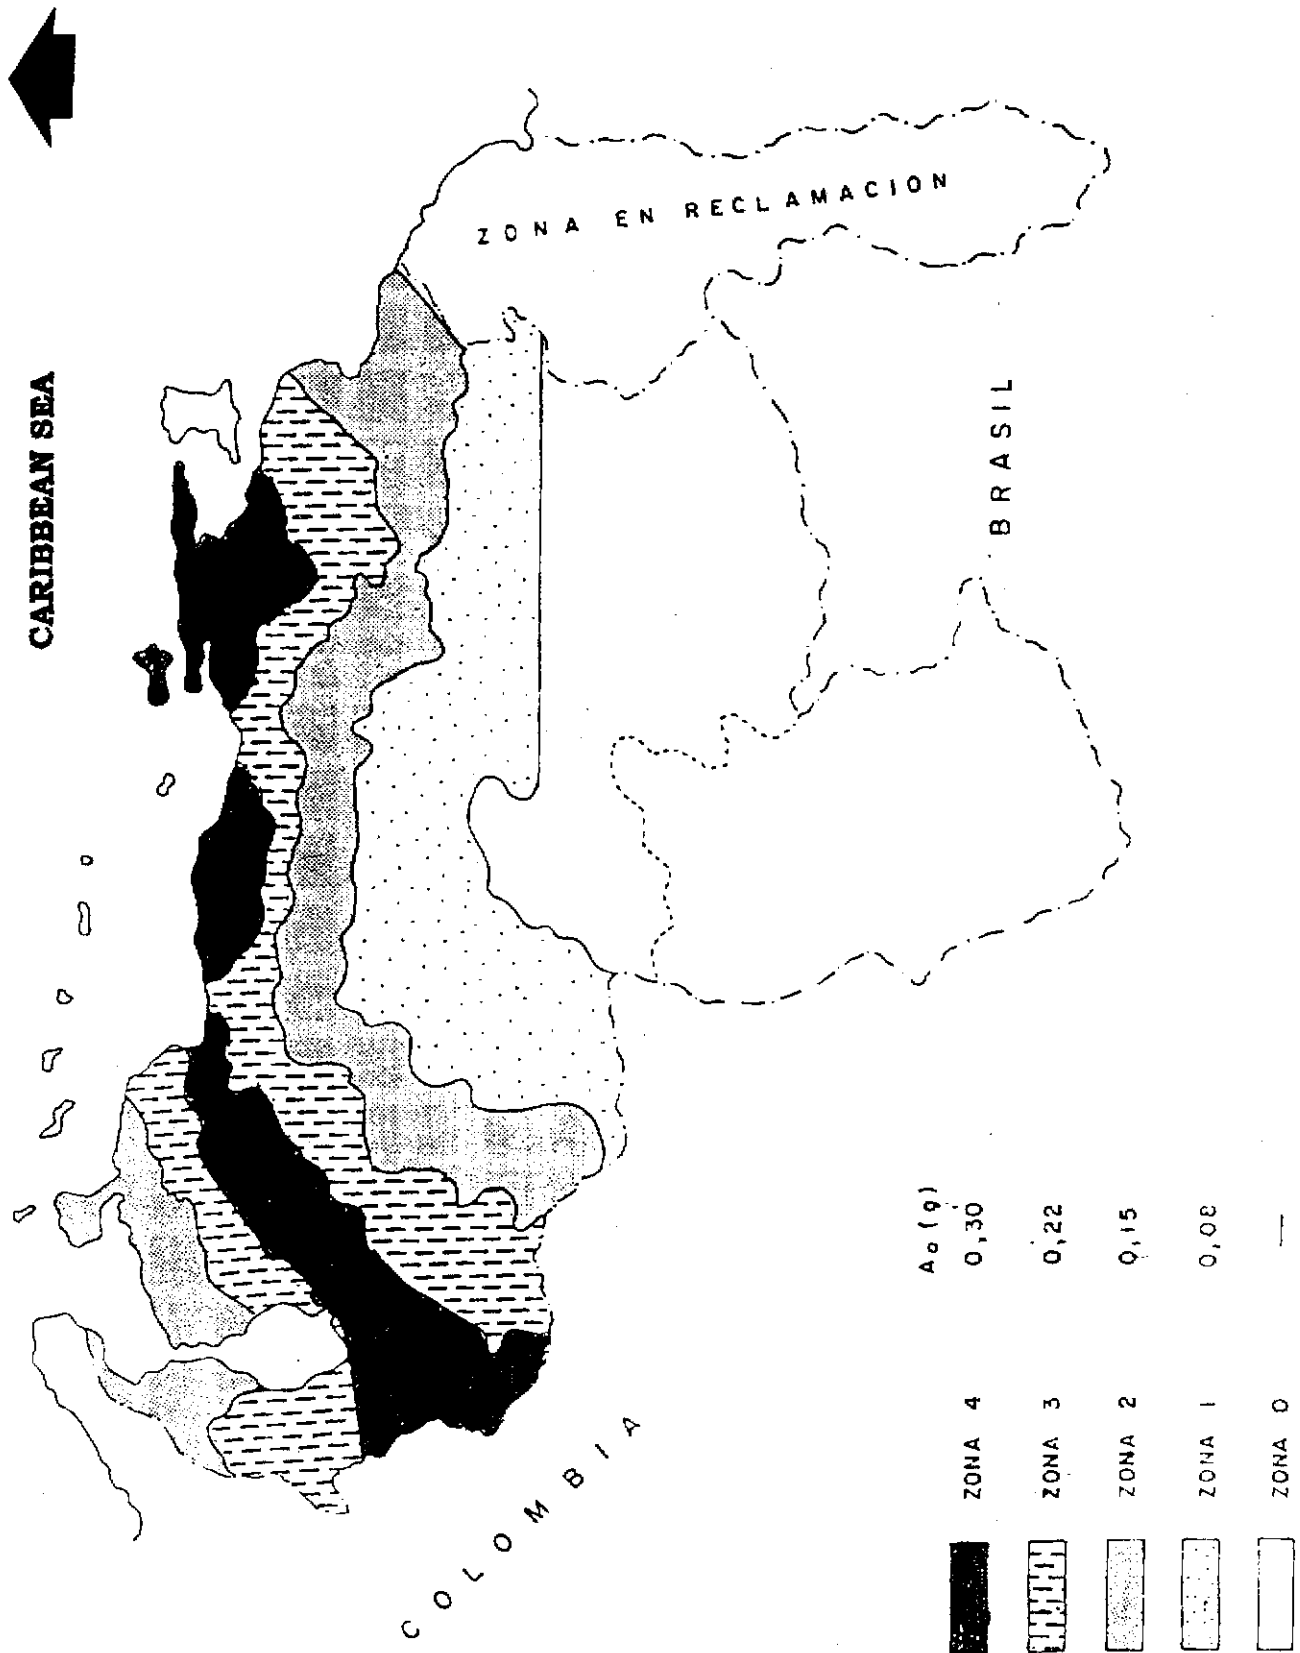 CARIBBEAN SEA
ZONA EN RECLAMACION
BRASIL
COLOMBIA
Ao (g)
ZONA 4 0,30
ZONA 3 0,22
ZONA 2 0,15
ZONA 1 0,08
ZONA 0 —